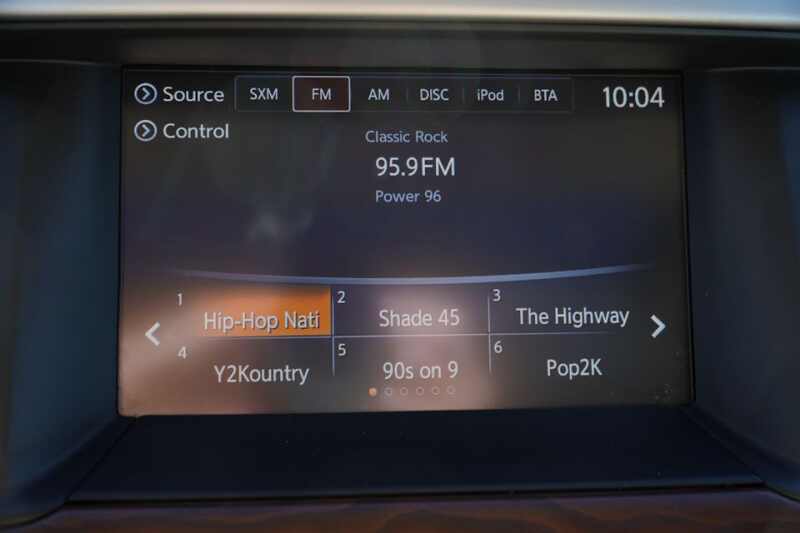 Source SXM FM AM DISC iPod BTA 10:04
Control
Classic Rock
95.9FM
Power 96
1 Hip-Hop Nati 2 Shade 45 3 The Highway
4 Y2Kountry 5 90s on 9 6 Pop2K